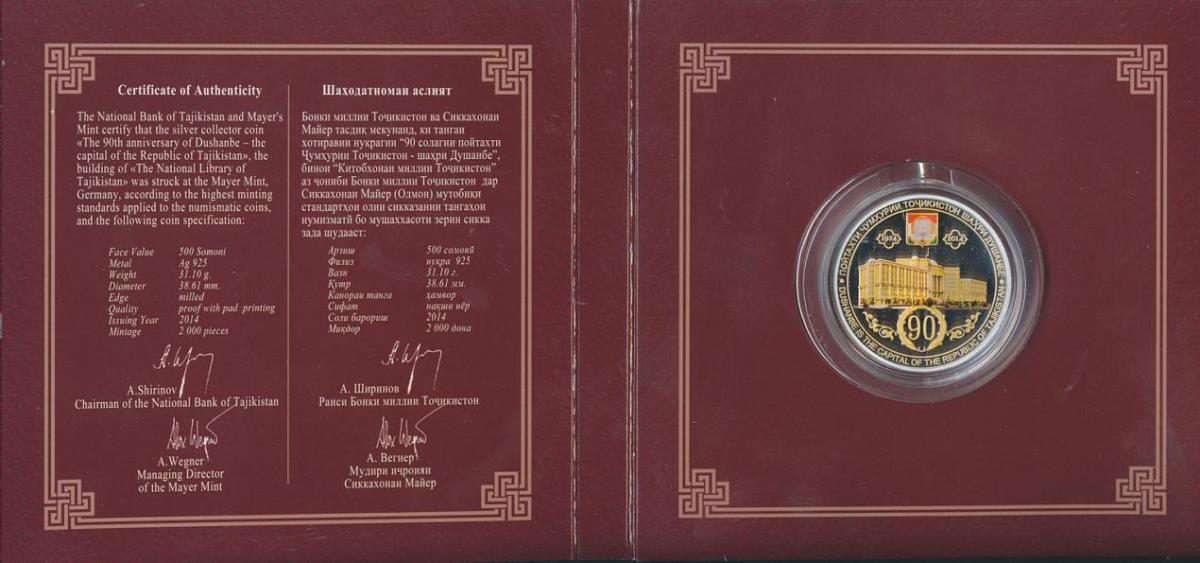 Certificate of Authenticity
The National Bank of Tajikistan and Mayer's
Mint certify that the silver collector coin
«The 90th anniversary of Dushanbe – the
capital of the Republic of Tajikistan», the
building of «The National Library of
Tajikistan» was struck at the Mayer Mint,
Germany, according to the highest minting
standards applied to the numismatic coins,
and the following coin specification:
Face Value 500 Somoni
Metal Ag 925
Weight 31.10 g.
Diameter 38.61 mm.
Edge milled
Quality proof with pad printing
Issuing Year 2014
Mintage 2 000 pieces
A.Shirinov
Chairman of the National Bank of Tajikistan
A.Wegner
Managing Director
of the Mayer Mint
Шаҳодатномаи аслият
Бонки миллии Тоҷикистон ва Сиккахонаи
Майер тасдиқ мекунанд, ки тангаи
хотиравии нуқрагии “90 солагии пойтахти
Ҷумҳурии Тоҷикистон - шаҳри Душанбе”,
бинои “Китобхонаи миллии Тоҷикистон”
аз ҷониби Бонки миллии Тоҷикистон дар
Сиккахонаи Майер (Олмон) мутобики
стандартҳои олии сикказании тангаҳои
нумизматӣ бо мушаххасоти зерин сикка
зада шудааст:
Арзиш 500 сомонӣ
Филиз нуқра 925
Вазн 31.10 г.
Қутр 38.61 мм.
Канораи танга ҳамвор
Сифат нақши нёр
Соли барориш 2014
Миқдор 2 000 дона
А. Ширинов
Раиси Бонки миллии Тоҷикистон
А. Вегнер
Мудири иҷроияи
Сиккахонаи Майер
ПОЙТАХТИ ҶУМҲУРИИ ТОҶИКИСТОН ШАҲРИ ДУШАНБЕ
1924 2014
90
DUSHANBE IS THE CAPITAL OF THE REPUBLIC OF TAJIKISTAN